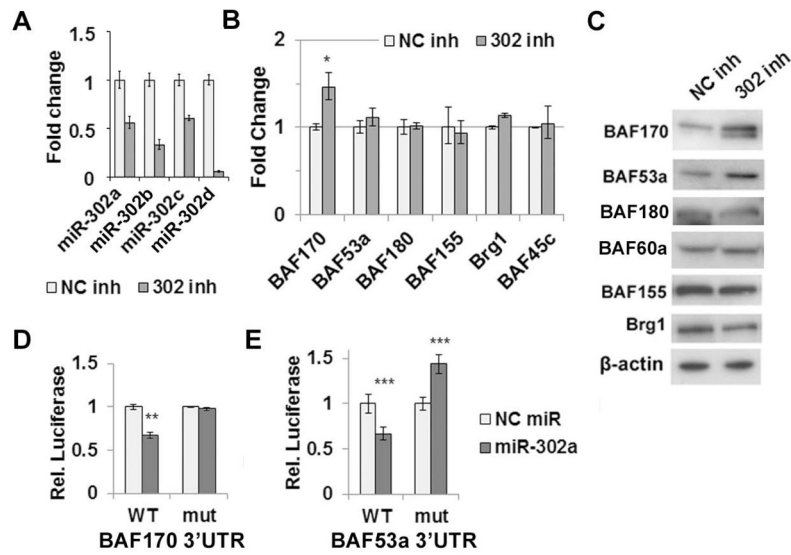 A
Fold change
1
0.5
0
miR-302a
miR-302b
miR-302c
miR-302d
NC inh
302 inh
B
NC inh
302 inh
Fold Change
2
1
0
*
BAF170
BAF53a
BAF180
BAF155
Brg1
BAF45c
C
NC inh
302 inh
BAF170
BAF53a
BAF180
BAF60a
BAF155
Brg1
β-actin
D
Rel. Luciferase
1.5
1
0.5
0
**
WT
mut
BAF170 3’UTR
E
Rel. Luciferase
1.5
1
0.5
0
***
***
WT
mut
BAF53a 3’UTR
NC miR
miR-302a